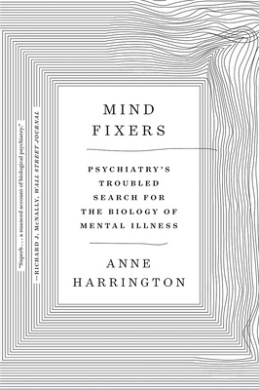 MIND
FIXERS
PSYCHIATRY'S
TROUBLED
SEARCH FOR
THE BIOLOGY OF
MENTAL ILLNESS
ANNE
HARRINGTON
"Superb . . . a nuanced account of biological psychiatry."
—RICHARD J. McNALLY, WALL STREET JOURNAL